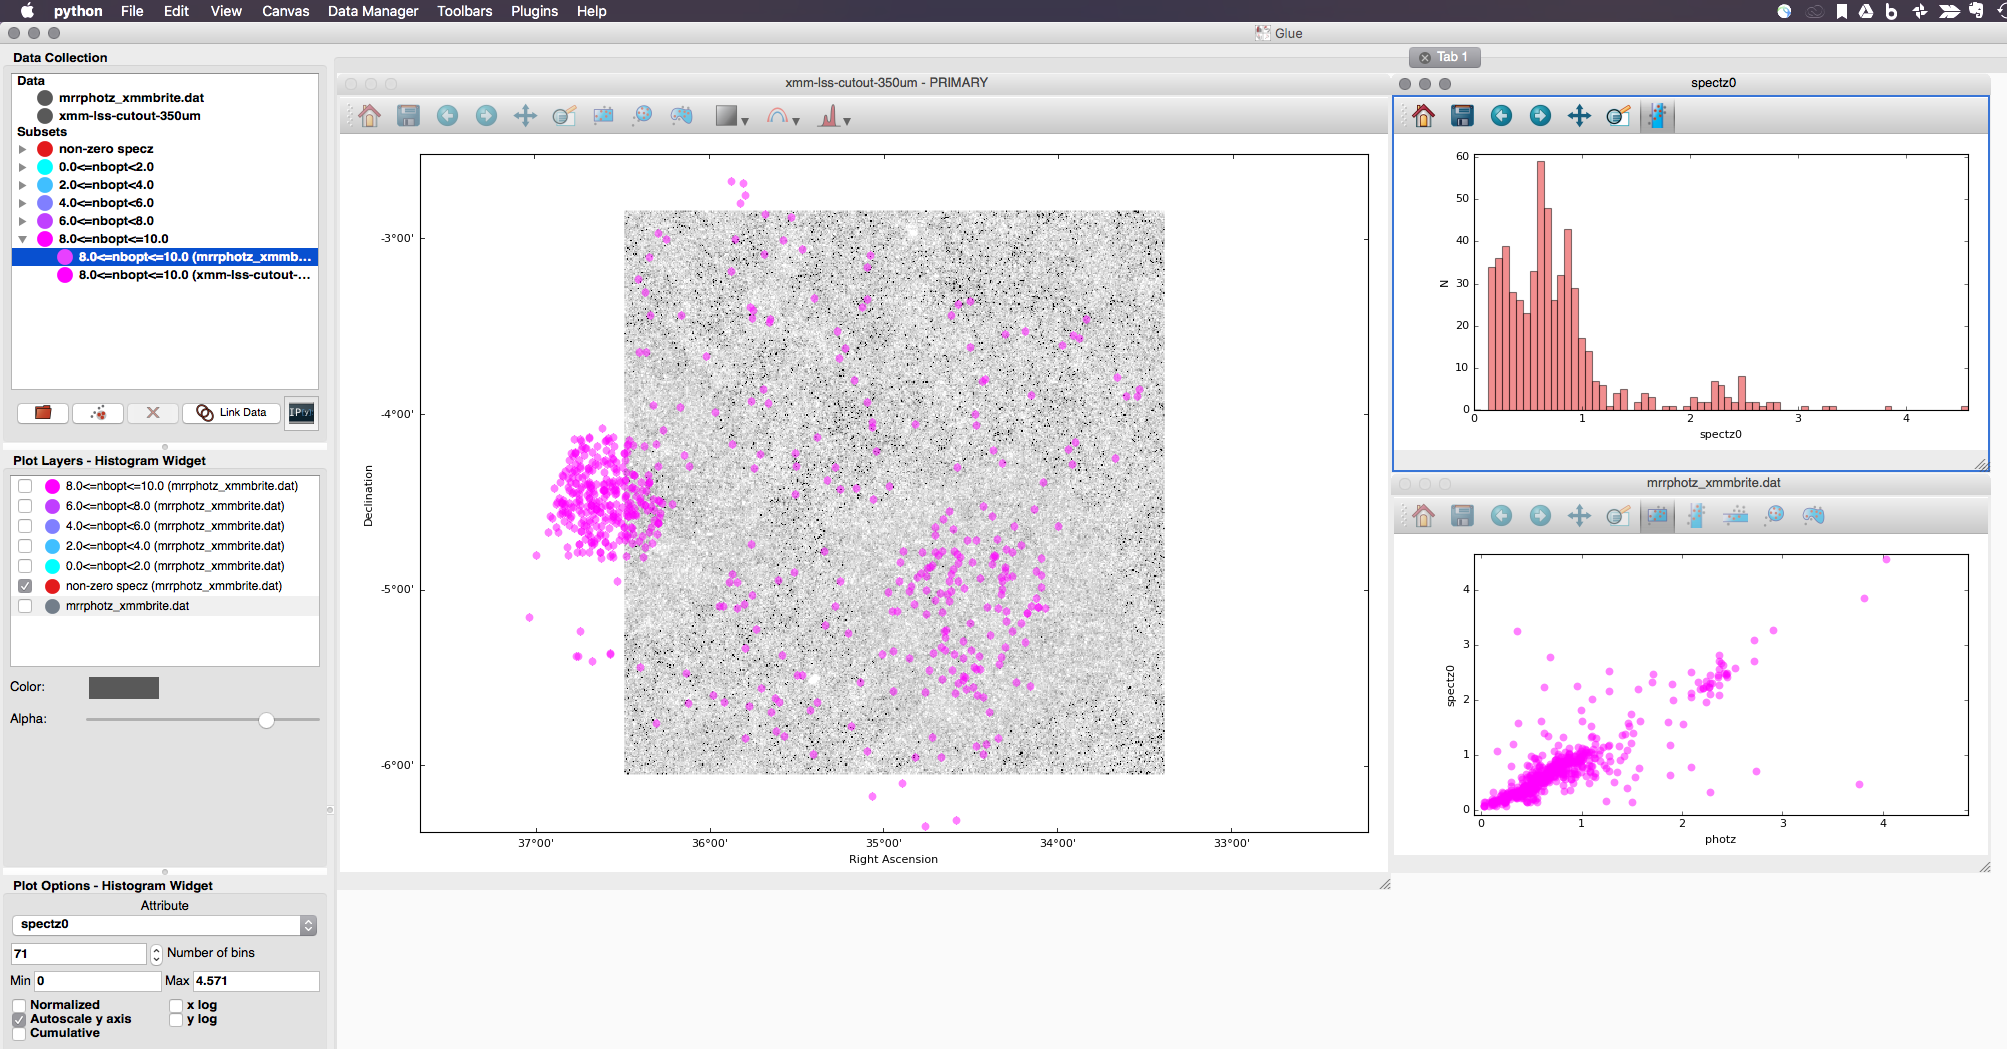 python File Edit View Canvas Data Manager Toolbars Plugins Help
Glue
Data Collection
Data
mrrphotz_xmmbrite.dat
xmm-lss-cutout-350um
Subsets
non-zero specz
0.0<=nbopt<2.0
2.0<=nbopt<4.0
4.0<=nbopt<6.0
6.0<=nbopt<8.0
8.0<=nbopt<=10.0
8.0<=nbopt<=10.0 (mrrphotz_xmmb...
8.0<=nbopt<=10.0 (xmm-lss-cutout-...
Link Data
IP[y]:
Plot Layers - Histogram Widget
8.0<=nbopt<=10.0 (mrrphotz_xmmbrite.dat)
6.0<=nbopt<8.0 (mrrphotz_xmmbrite.dat)
4.0<=nbopt<6.0 (mrrphotz_xmmbrite.dat)
2.0<=nbopt<4.0 (mrrphotz_xmmbrite.dat)
0.0<=nbopt<2.0 (mrrphotz_xmmbrite.dat)
non-zero specz (mrrphotz_xmmbrite.dat)
mrrphotz_xmmbrite.dat
Color:
Alpha:
Plot Options - Histogram Widget
Attribute
spectz0
71 Number of bins
Min 0 Max 4.571
Normalized x log
Autoscale y axis y log
Cumulative
Tab 1
xmm-lss-cutout-350um - PRIMARY
-3°00'
-4°00'
-5°00'
-6°00'
Declination
37°00' 36°00' 35°00' 34°00' 33°00'
Right Ascension
spectz0
60
50
40
30
20
10
0
N
0 1 2 3 4
spectz0
mrrphotz_xmmbrite.dat
4
3
2
1
0
spectz0
0 1 2 3 4
photz